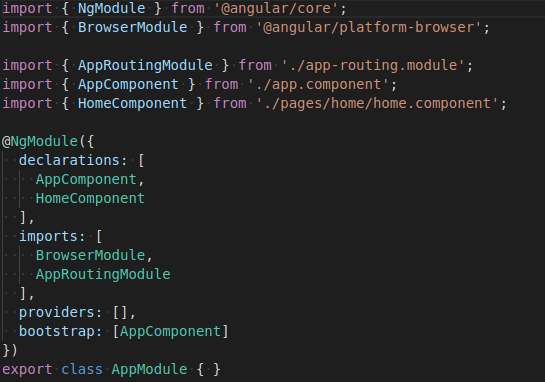 import { NgModule } from '@angular/core';
import { BrowserModule } from '@angular/platform-browser';

import { AppRoutingModule } from './app-routing.module';
import { AppComponent } from './app.component';
import { HomeComponent } from './pages/home/home.component';

@NgModule({
  declarations: [
    AppComponent,
    HomeComponent
  ],
  imports: [
    BrowserModule,
    AppRoutingModule
  ],
  providers: [],
  bootstrap: [AppComponent]
})
export class AppModule { }